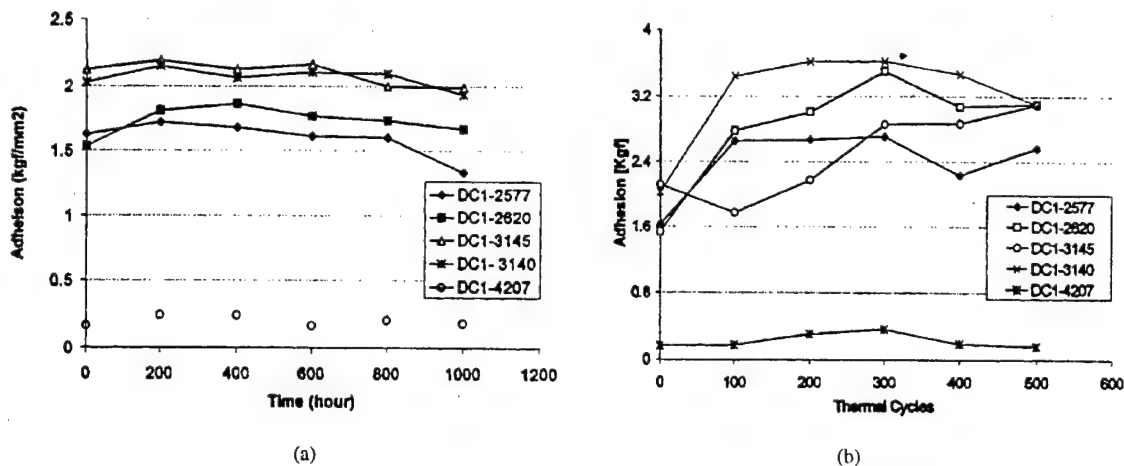 2.5
2
1.5
1
0.5
0
Adhelson (kgf/mm2)
0 200 400 600 800 1000 1200
Time (hour)
DC1-2577
DC1-2620
DC1-3145
DC1- 3140
DC1-4207
(a)
4
3.2
2.4
1.6
0.8
0
Adhesion [Kgf]
0 100 200 300 400 500 600
Thermal Cycles
DC1-2577
DC1-2620
DC1-3145
DC1-3140
DC1-4207
(b)